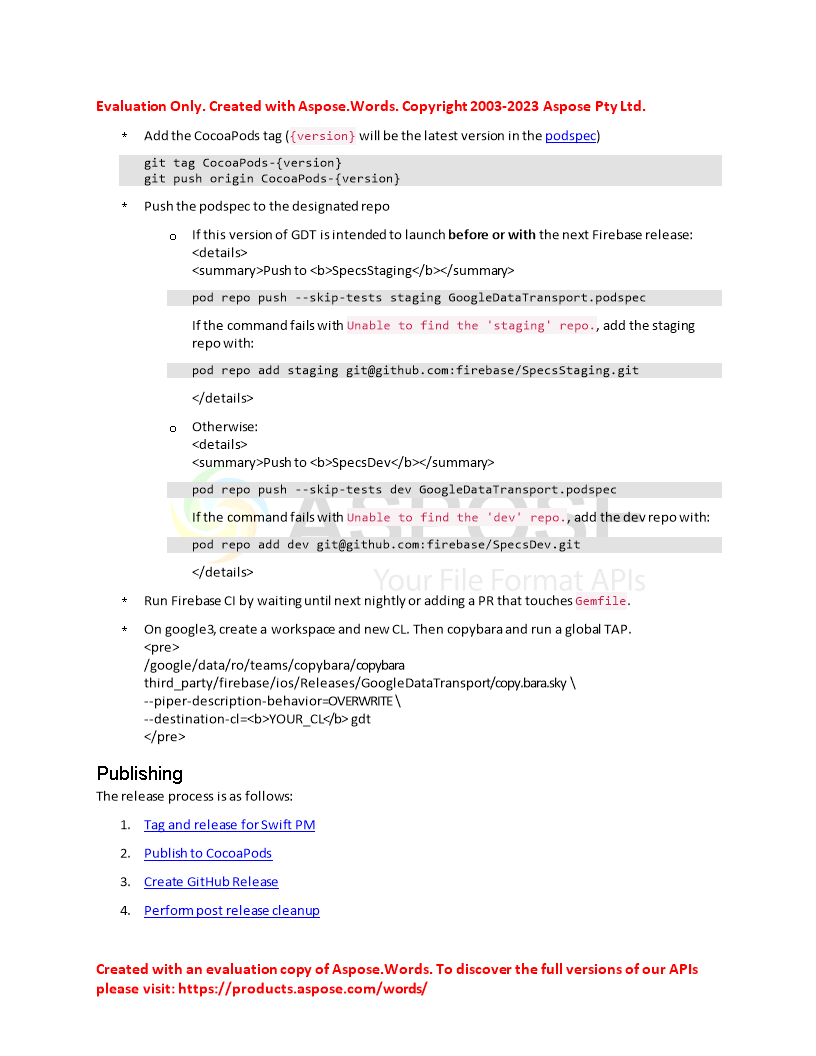 Evaluation Only. Created with Aspose.Words. Copyright 2003-2023 Aspose Pty Ltd.
* Add the CocoaPods tag ({version} will be the latest version in the podspec)
git tag CocoaPods-{version}
git push origin CocoaPods-{version}
* Push the podspec to the designated repo
o If this version of GDT is intended to launch before or with the next Firebase release:
<details>
<summary>Push to <b>SpecsStaging</b></summary>
pod repo push --skip-tests staging GoogleDataTransport.podspec
If the command fails with Unable to find the 'staging' repo., add the staging
repo with:
pod repo add staging git@github.com:firebase/SpecsStaging.git
</details>
o Otherwise:
<details>
<summary>Push to <b>SpecsDev</b></summary>
pod repo push --skip-tests dev GoogleDataTransport.podspec
If the command fails with Unable to find the 'dev' repo., add the dev repo with:
pod repo add dev git@github.com:firebase/SpecsDev.git
</details>
ASPOSE
Your File Format APIs
* Run Firebase CI by waiting until next nightly or adding a PR that touches Gemfile.
* On google3, create a workspace and new CL. Then copybara and run a global TAP.
<pre>
/google/data/ro/teams/copybara/copybara
third_party/firebase/ios/Releases/GoogleDataTransport/copy.bara.sky \
--piper-description-behavior=OVERWRITE \
--destination-cl=<b>YOUR_CL</b> gdt
</pre>
Publishing
The release process is as follows:
1. Tag and release for Swift PM
2. Publish to CocoaPods
3. Create GitHub Release
4. Perform post release cleanup
Created with an evaluation copy of Aspose.Words. To discover the full versions of our APIs
please visit: https://products.aspose.com/words/